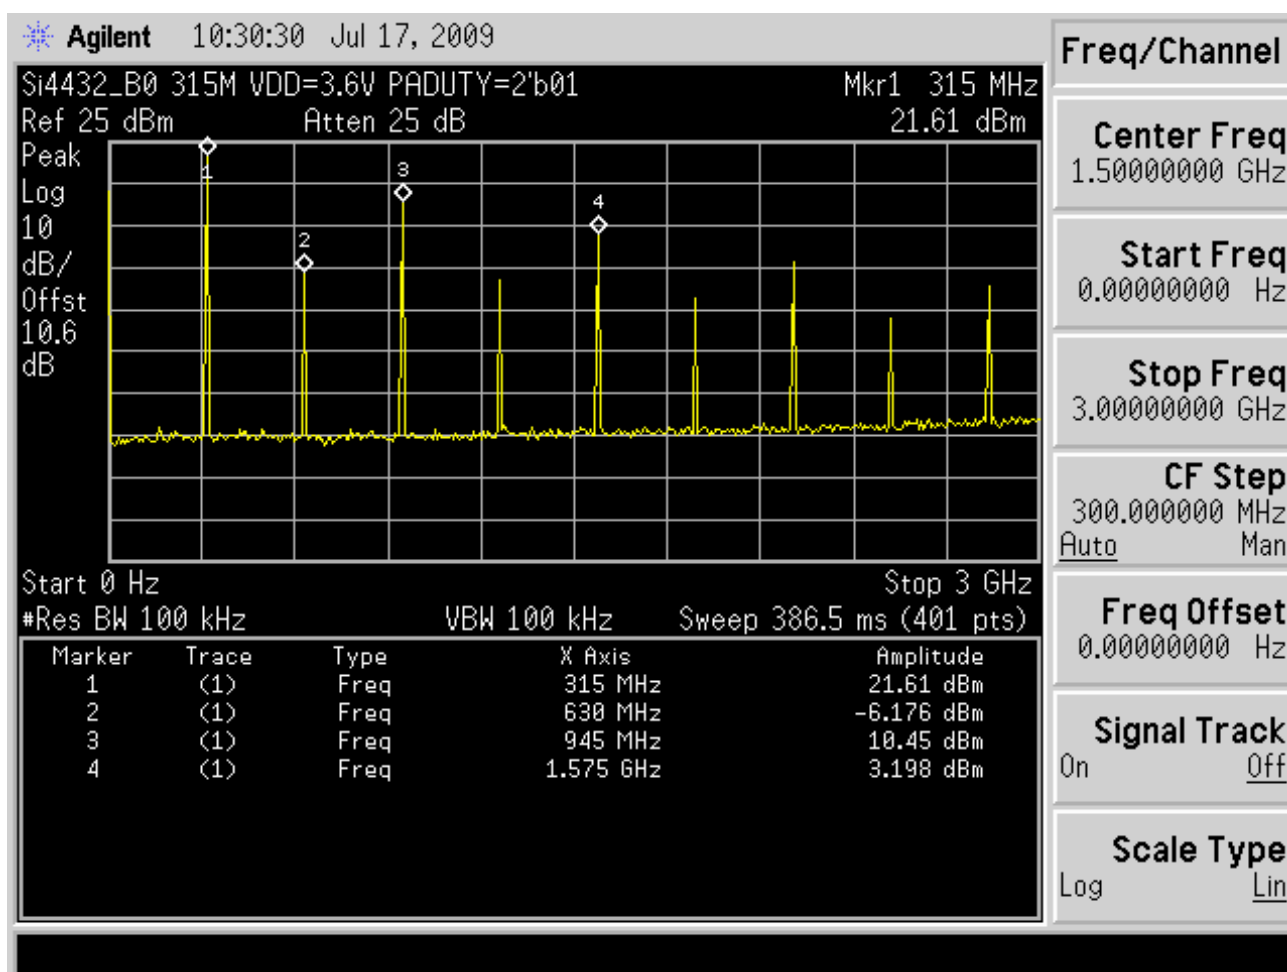 Agilent 10:30:30 Jul 17, 2009
Si4432_B0 315M VDD=3.6V PADUTY=2'b01 Mkr1 315 MHz
Ref 25 dBm Atten 25 dB 21.61 dBm
Peak
Log
10
dB/
Offst
10.6
dB
1
2
3
4
Start 0 Hz Stop 3 GHz
#Res BW 100 kHz VBW 100 kHz Sweep 386.5 ms (401 pts)
Marker Trace Type X Axis Amplitude
1 (1) Freq 315 MHz 21.61 dBm
2 (1) Freq 630 MHz -6.176 dBm
3 (1) Freq 945 MHz 10.45 dBm
4 (1) Freq 1.575 GHz 3.198 dBm
Freq/Channel
Center Freq
1.50000000 GHz
Start Freq
0.00000000 Hz
Stop Freq
3.00000000 GHz
CF Step
300.000000 MHz
Auto Man
Freq Offset
0.00000000 Hz
Signal Track
On Off
Scale Type
Log Lin